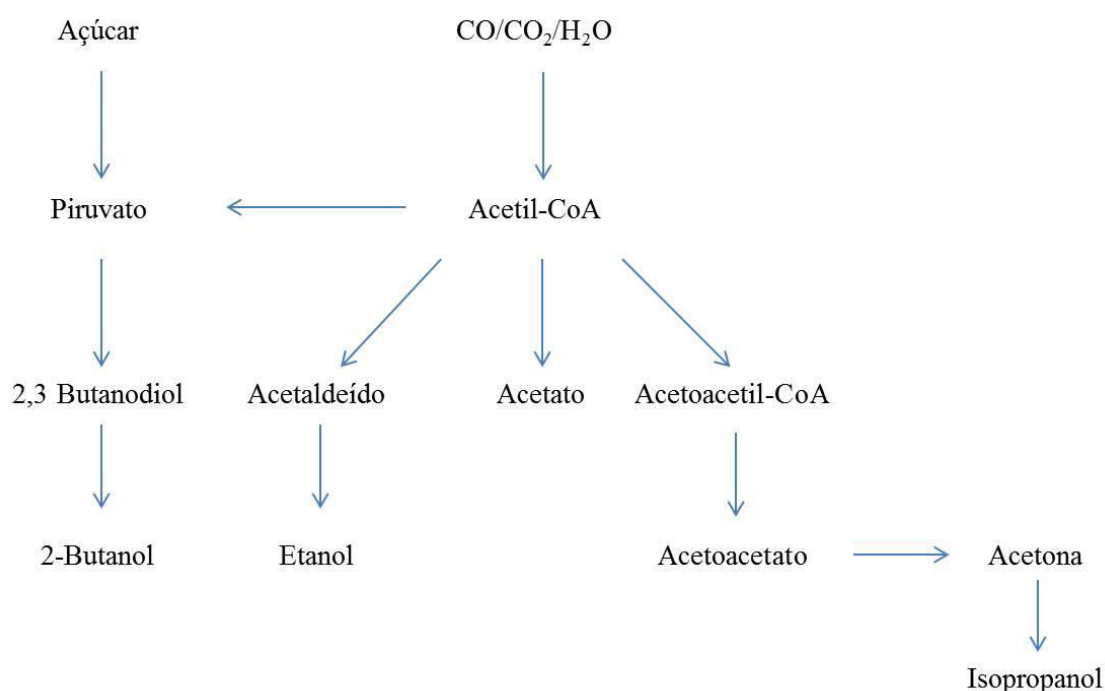 Açúcar
CO/CO₂/H₂O
Piruvato
Acetil-CoA
2,3 Butanodiol
Acetaldeído
Acetato
Acetoacetil-CoA
2-Butanol
Etanol
Acetoacetato
Acetona
Isopropanol